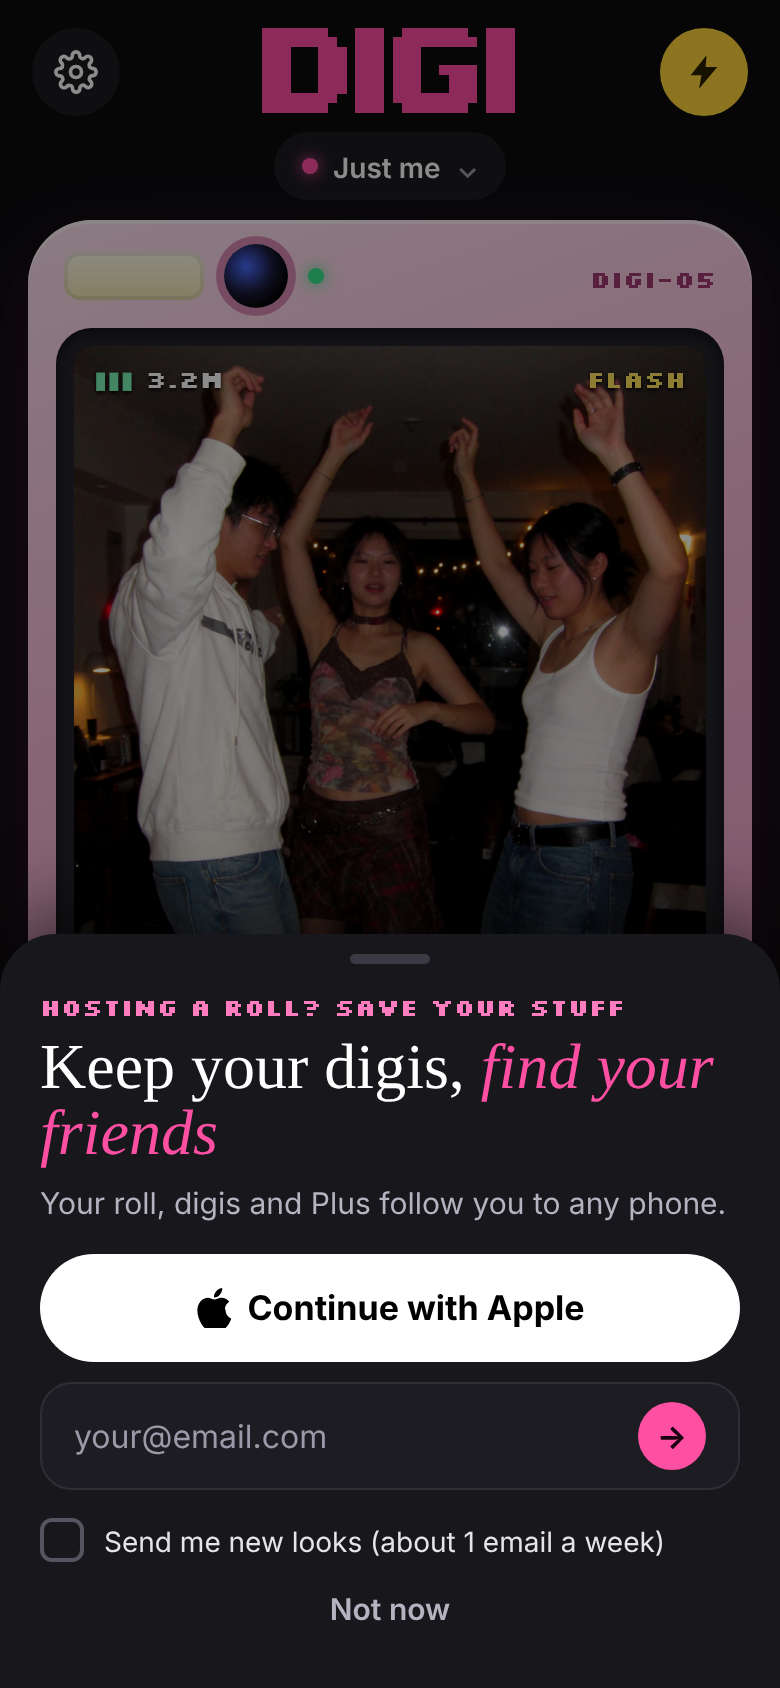 DIGI
Just me
DIGI-05
3.2M
FLASH
HOSTING A ROLL? SAVE YOUR STUFF
Keep your digis, find your
friends
Your roll, digis and Plus follow you to any phone.
Continue with Apple
your@email.com
Send me new looks (about 1 email a week)
Not now